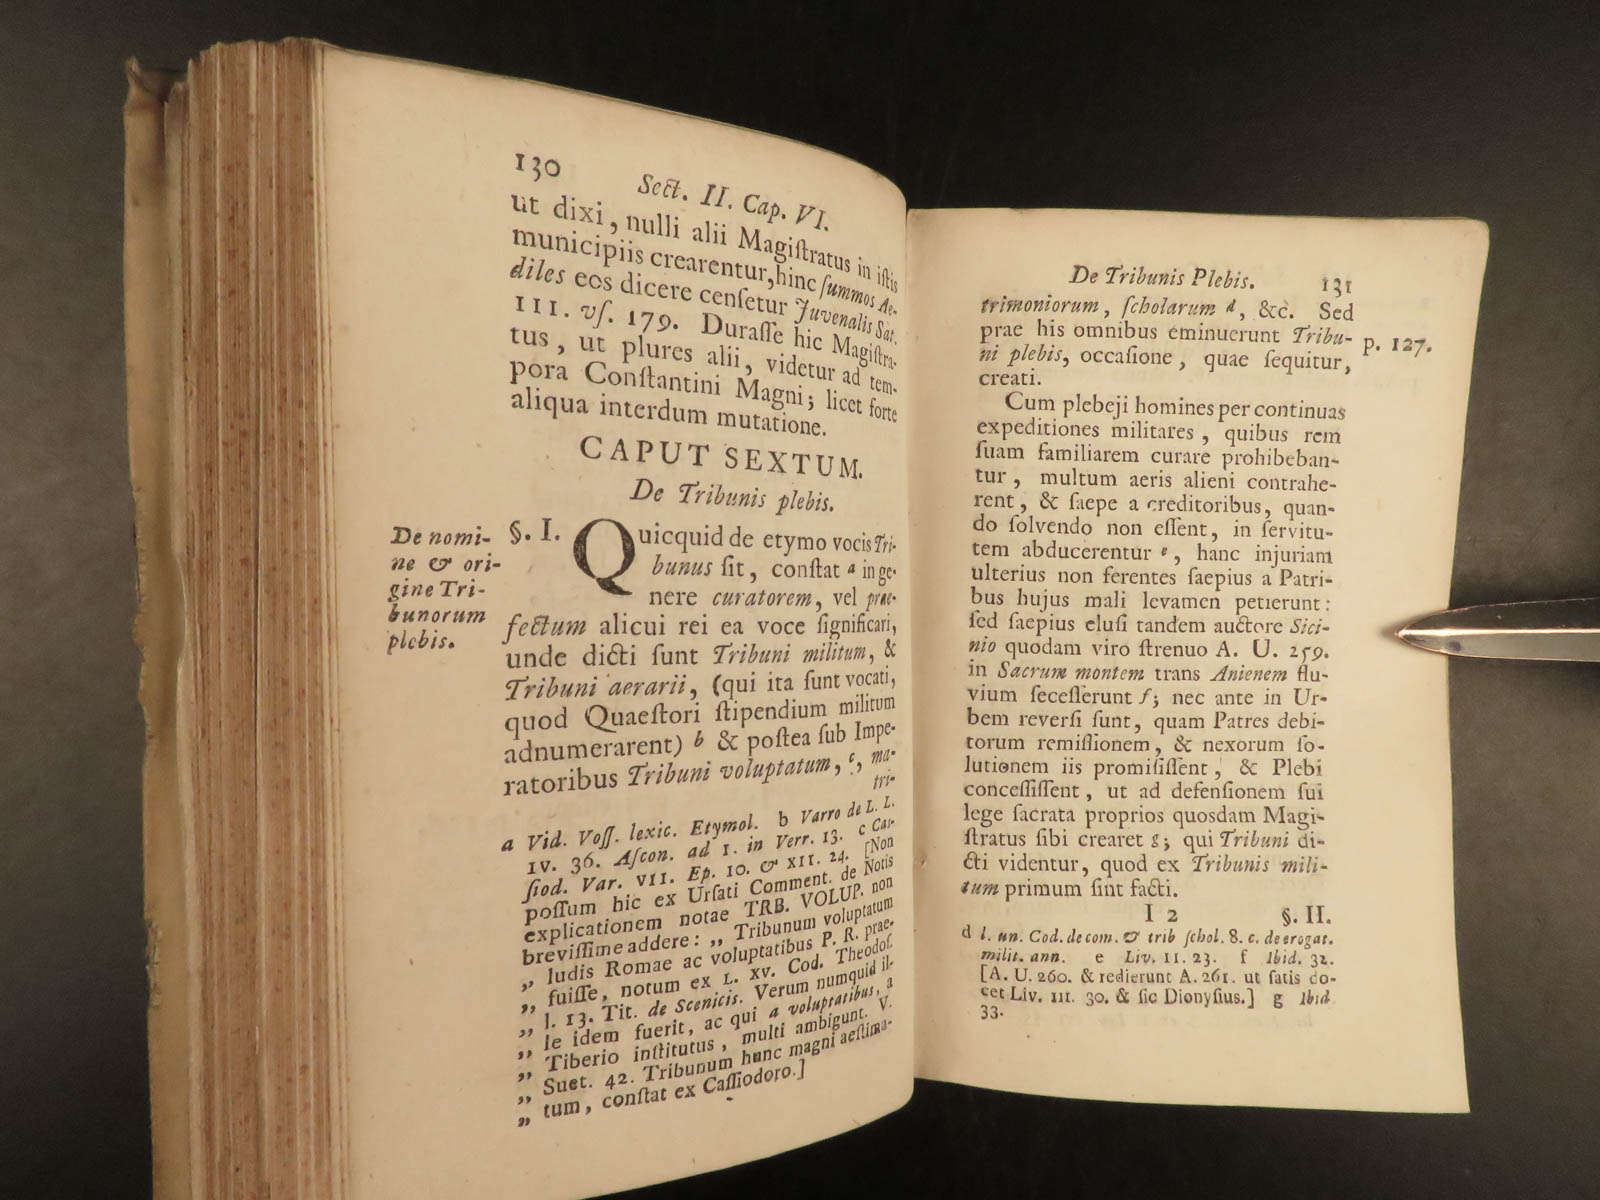 130
Sect. II. Cap. VI.
ut dixi, nulli alii Magiſtratus in iſtis
municipiis crearentur, hinc ſummos Ae-
diles eos dicere cenſetur Juvenalis Sat.
III. vſ. 179. Duraſſe hic Magiſtra-
tus, ut plures alii, videtur ad tem-
pora Conſtantini Magni; licet forte
aliqua interdum mutatione.
CAPUT SEXTUM.
De Tribunis plebis.
De nomi-
ne & ori-
gine Tri-
bunorum
plebis.
§. I. Quicquid de etymo vocis Tri-
bunus ſit, conſtat a in ge-
nere curatorem, vel prae-
fectum alicui rei ea voce ſignificari,
unde dicti ſunt Tribuni militum, &
Tribuni aerarii, (qui ita ſunt vocati,
quod Quaeſtori ſtipendium militum
adnumerarent) b & poſtea ſub Impe-
ratoribus Tribuni voluptatum, c, ma-
tri-
a Vid. Voſſ. lexic. Etymol. b Varro de L. L.
IV. 36. Aſcon. ad I. in Verr. 13. c Caſ-
ſiod. Var. VII. Ep. 10. & XII. 24. [Non
poſſum hic ex Urſati Comment. de Notis
explicationem notae TRB. VOLUP. non
breviſſime addere: „ Tribunum voluptatum
„ ludis Romae ac voluptatibus P. R. prae-
„ fuiſſe, notum ex L. XV. Cod. Theodoſ.
„ l. 13. Tit. de Scenicis. Verum numquid il-
„ le idem fuerit, ac qui a voluptatibus, a
„ Tiberio inſtitutus, multi ambigunt. V.
„ Suet. 42. Tribunum hunc magni aeſtima-
„ tum, conſtat ex Caſſiodoro.]
De Tribunis Plebis.
131
trimoniorum, ſcholarum d, &c. Sed
prae his omnibus eminuerunt Tribu-
ni plebis, occaſione, quae ſequitur,
creati.
p. 127.
Cum plebeji homines per continuas
expeditiones militares, quibus rem
ſuam familiarem curare prohibeban-
tur, multum aeris alieni contrahe-
rent, & ſaepe a creditoribus, quan-
do ſolvendo non eſſent, in ſervitu-
tem abducerentur e, hanc injuriam
ulterius non ferentes ſaepius a Patri-
bus hujus mali levamen petierunt:
ſed ſaepius eluſi tandem auctore Sici-
nio quodam viro ſtrenuo A. U. 259.
in Sacrum montem trans Anienem flu-
vium ſeceſſerunt f; nec ante in Ur-
bem reverſi ſunt, quam Patres debi-
torum remiſſionem, & nexorum ſo-
lutionem iis promiſiſſent, & Plebi
conceſſiſſent, ut ad defenſionem ſui
lege ſacrata proprios quosdam Magi-
ſtratus ſibi crearet g; qui Tribuni di-
cti videntur, quod ex Tribunis mili-
tum primum ſint facti.
I 2 §. II.
d l. un. Cod. de com. & trib ſchol. 8. c. de erogat.
milit. ann. e Liv. II. 23. f Ibid. 32.
[A. U. 260. & redierunt A. 261. ut ſatis do-
cet Liv. III. 30. & ſic Dionyſius.] g Ibid
33.